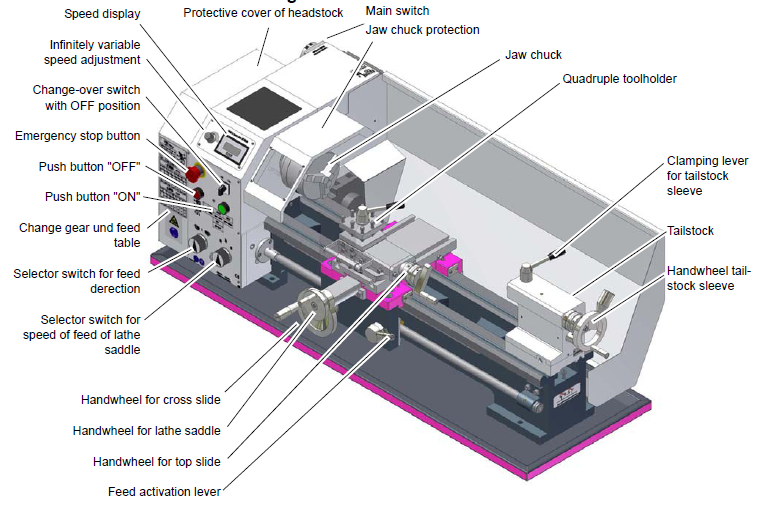 Speed display
Protective cover of headstock
Main switch
Jaw chuck protection
Infinitely variable
speed adjustment
Jaw chuck
Quadruple toolholder
Change-over switch
with OFF position
Emergency stop button
Push button "OFF"
Push button "ON"
Change gear und feed
table
Selector switch for feed
derection
Selector switch for
speed of feed of lathe
saddle
Clamping lever
for tailstock
sleeve
Tailstock
Handwheel tail-
stock sleeve
Handwheel for cross slide
Handwheel for lathe saddle
Handwheel for top slide
Feed activation lever